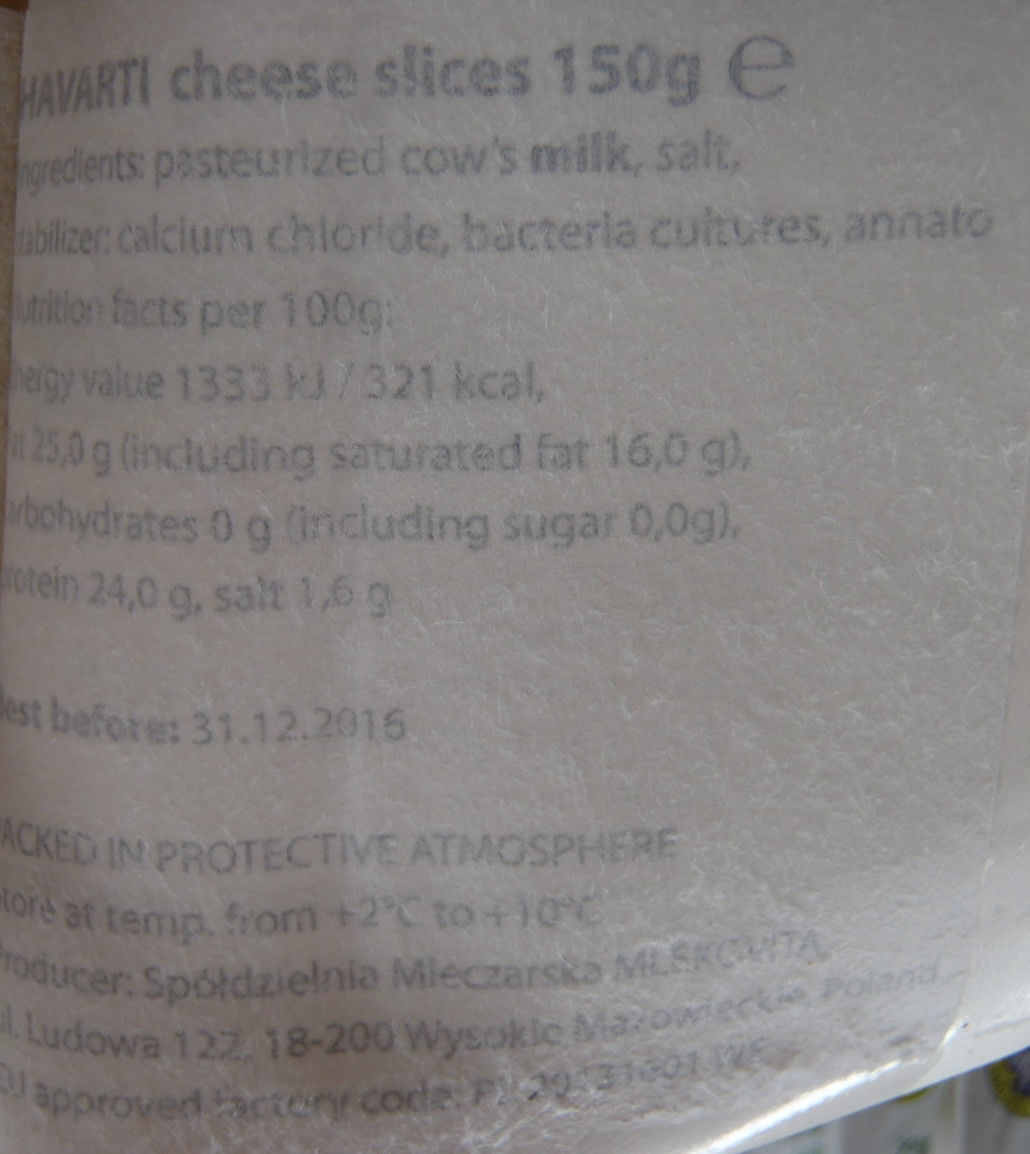 HAVARTI cheese slices 150g ℮
ngredients: pasteurized cow's milk, salt,
tabilizer: calcium chloride, bacteria cultures, annato
utrition facts per 100g:
nergy value 1333 kJ / 321 kcal,
at 25,0 g (including saturated fat 16,0 g),
arbohydrates 0 g (including sugar 0,0g),
rotein 24,0 g, salt 1,6 g
est before: 31.12.2016
ACKED IN PROTECTIVE ATMOSPHERE
tore at temp. from +2°C to +10°C
roducer: Spółdzielnia Mleczarska MLEKOVITA,
ul. Ludowa 122, 18-200 Wysokie Mazowieckie, Poland
EU approved factory code: PL